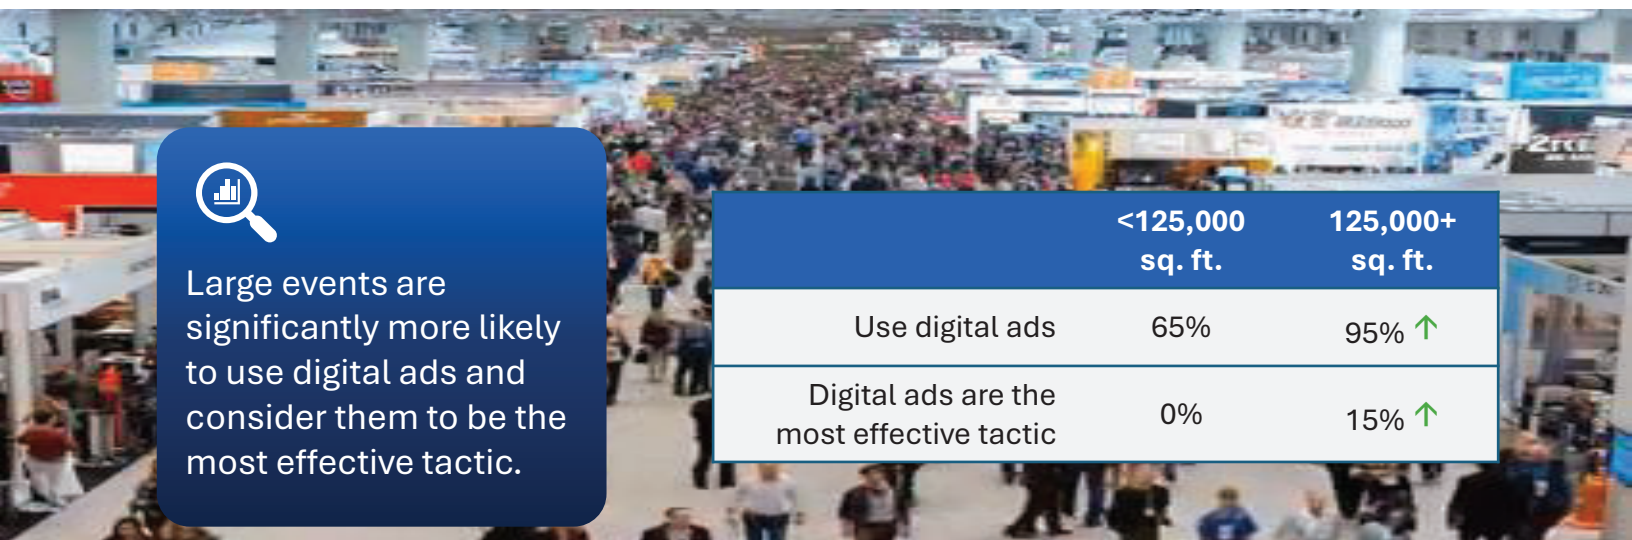 Large events are
significantly more likely
to use digital ads and
consider them to be the
most effective tactic.
<125,000 125,000+
sq. ft. sq. ft.
Use digital ads 65% 95% ↑
Digital ads are the
most effective tactic 0% 15% ↑